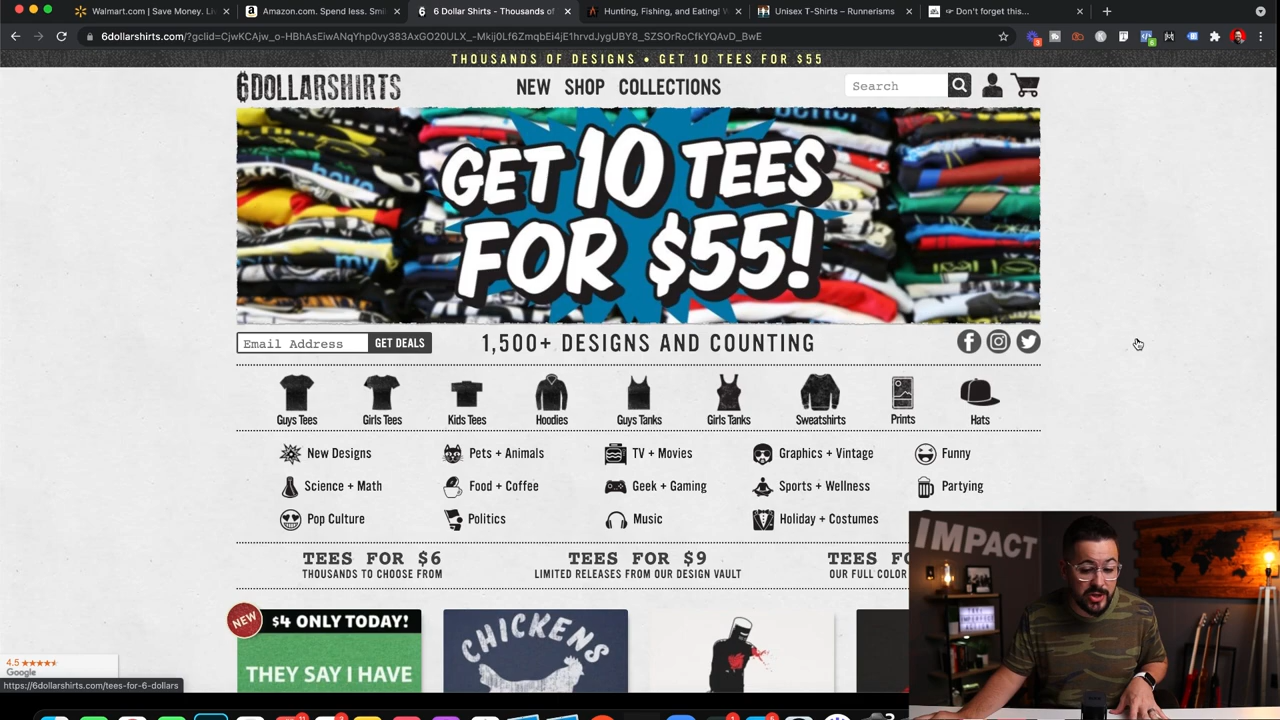 Walmart.com | Save Money. Li
Amazon.com. Spend less. Smi
6 Dollar Shirts - Thousands of
Hunting, Fishing, and Eating! W
Unisex T-Shirts – Runnerisms
Don't forget this...
6dollarshirts.com/?gclid=CjwKCAjw_o-HBhAsEiwANqYhp0vy383AxGO20ULX_-Mkij0Lf6ZmqbEi4jE1hrvdJygUBY8_SZSOrRoCfkYQAvD_BwE
THOUSANDS OF DESIGNS • GET 10 TEES FOR $55
6DOLLARSHIRTS
NEW SHOP COLLECTIONS
Search
GET 10 TEES
FOR $55!
Email Address GET DEALS
1,500+ DESIGNS AND COUNTING
Guys Tees Girls Tees Kids Tees Hoodies Guys Tanks Girls Tanks Sweatshirts Prints Hats
New Designs Pets + Animals TV + Movies Graphics + Vintage Funny
Science + Math Food + Coffee Geek + Gaming Sports + Wellness Partying
Pop Culture Politics Music Holiday + Costumes
TEES FOR $6 TEES FOR $9 TEES FO
THOUSANDS TO CHOOSE FROM LIMITED RELEASES FROM OUR DESIGN VAULT OUR FULL COLOR
NEW
$4 ONLY TODAY!
THEY SAY I HAVE
CHICKENS
4.5
Google
https://6dollarshirts.com/tees-for-6-dollars
IMPACT